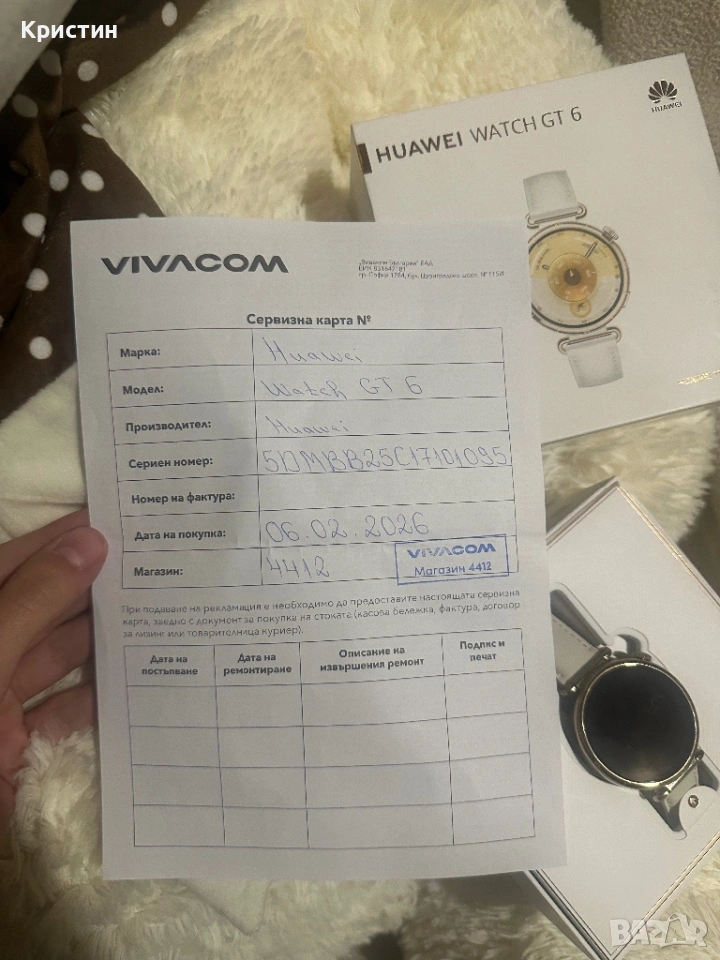 Кристин
HUAWEI
HUAWEI WATCH GT 6
VIVACOM
Сервизна карта №
Марка: Huawei
Модел: Watch GT 6
Производител: Huawei
Сериен номер: 5DMBB25C17101095
Номер на фактура:
Дата на покупка: 06.02.2026
Магазин: 4412
VIVACOM
Магазин 4412
При подаване на рекламация е необходимо да предоставите настоящата сервизна
карта, заедно с документ за покупка на стоката (касова бележка, фактура, договор
за лизинг или товарителница куриер).
Дата на постъпване
Дата на ремонтиране
Описание на извършения ремонт
Подпис и печат
BAZAR